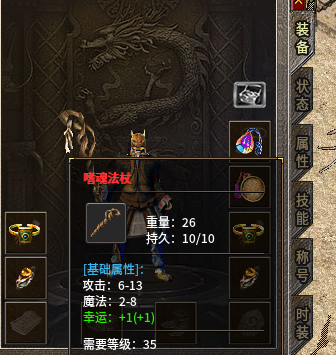 装备
状态
属性
技能
称号
时装
嗜魂法杖
重量：26
持久：10/10
[基础属性]：
攻击：6-13
魔法：2-8
幸运：+1(+1)
需要等级：35